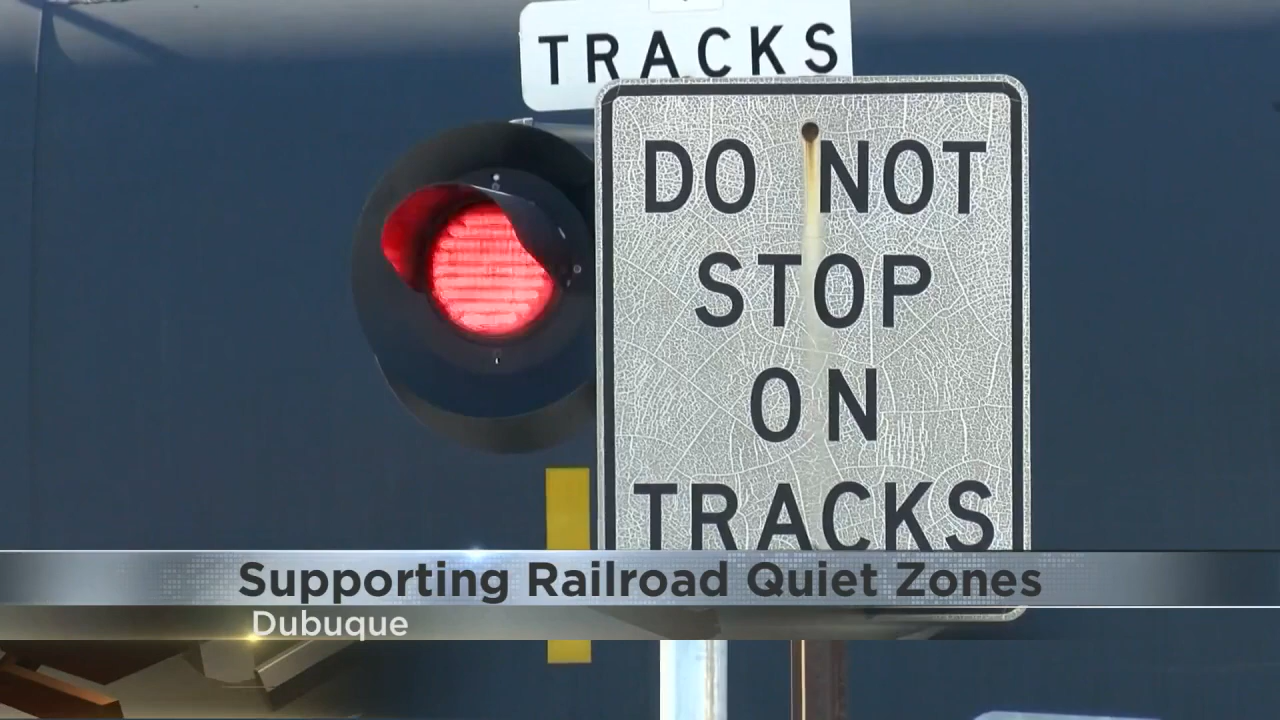 TRACKS
DO NOT
STOP
ON
TRACKS
Supporting Railroad Quiet Zones
Dubuque